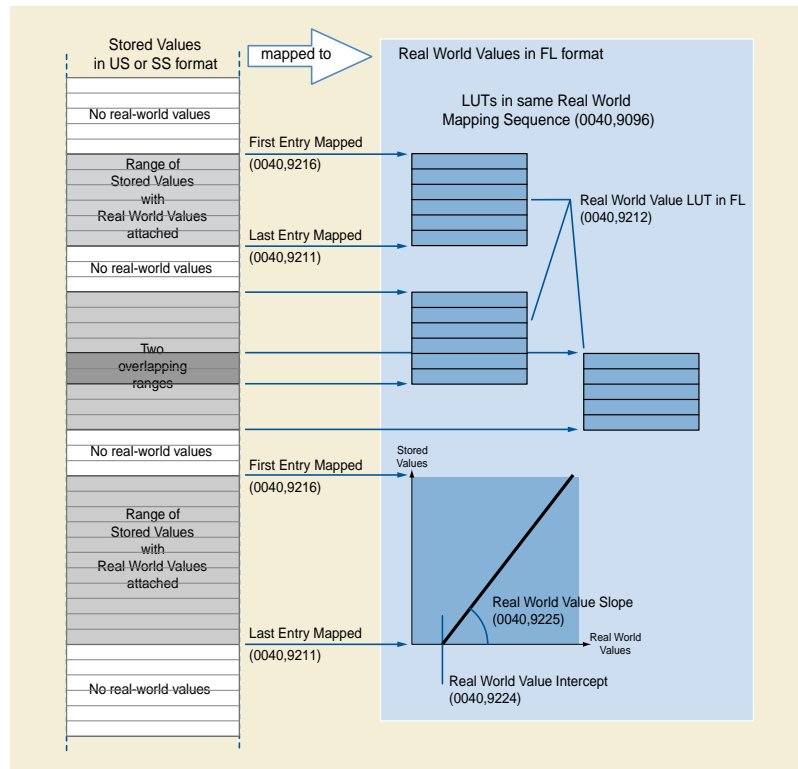 Stored Values
in US or SS format
mapped to
Real World Values in FL format
LUTs in same Real World
Mapping Sequence (0040,9096)
No real-world values
First Entry Mapped
(0040,9216)
Range of
Stored Values
with
Real World Values
attached
Real World Value LUT in FL
(0040,9212)
Last Entry Mapped
(0040,9211)
No real-world values
Two
overlapping
ranges
No real-world values
First Entry Mapped
(0040,9216)
Stored
Values
Range of
Stored Values
with
Real World Values
attached
Real World Value Slope
(0040,9225)
Last Entry Mapped
(0040,9211)
Real World
Values
No real-world values
Real World Value Intercept
(0040,9224)